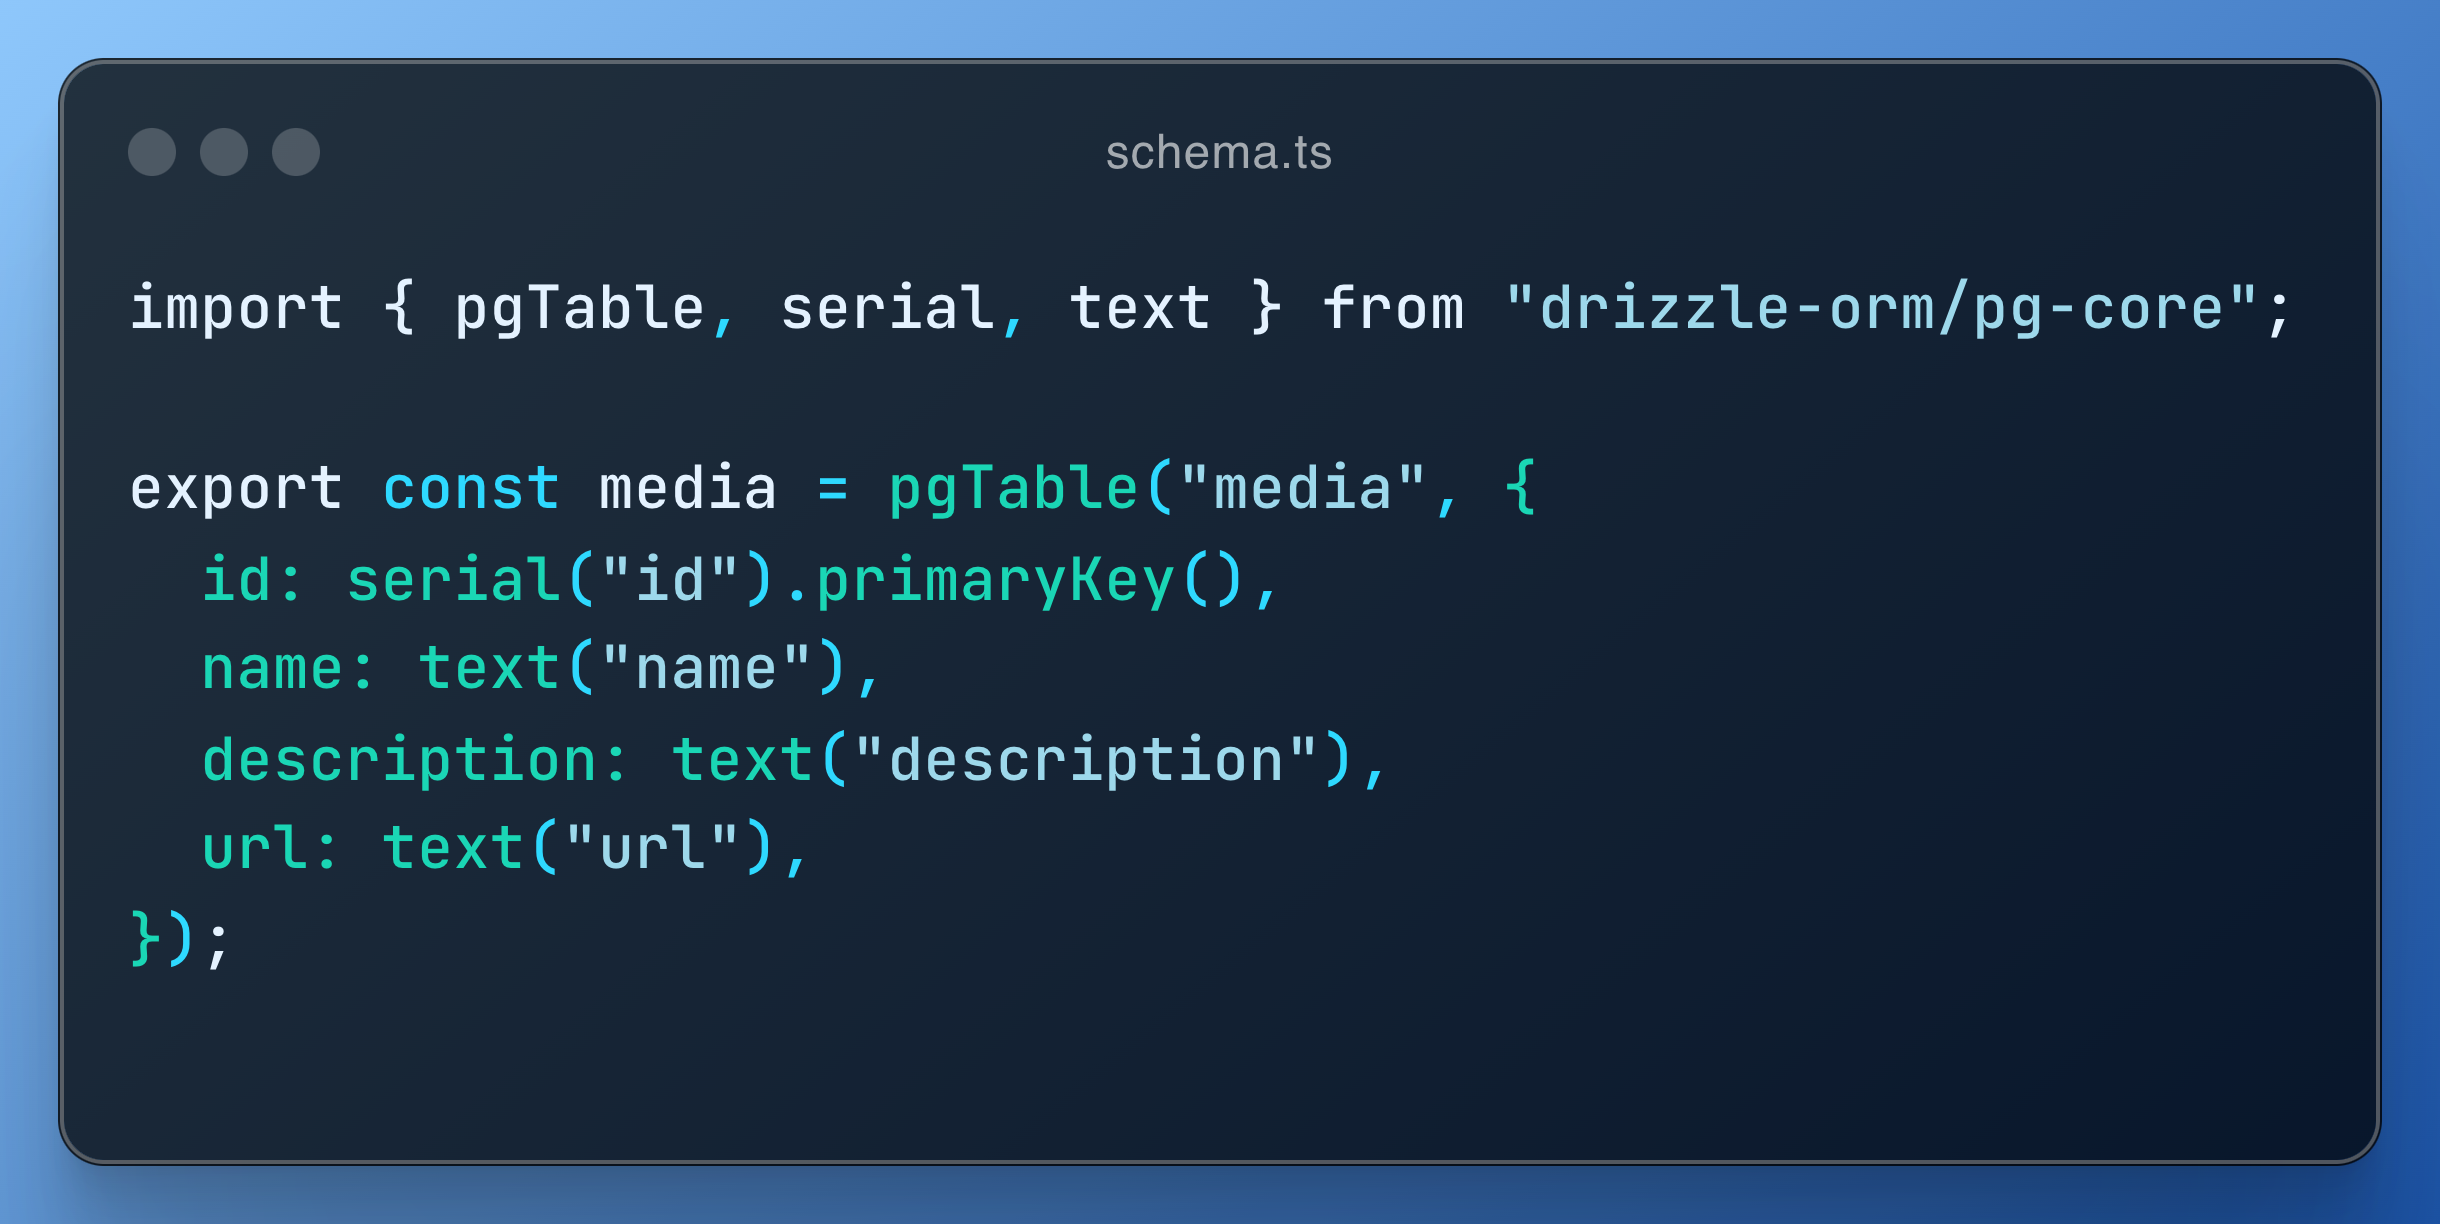 schema.ts
import { pgTable, serial, text } from "drizzle-orm/pg-core";
export const media = pgTable("media", {
  id: serial("id").primaryKey(),
  name: text("name"),
  description: text("description"),
  url: text("url"),
});